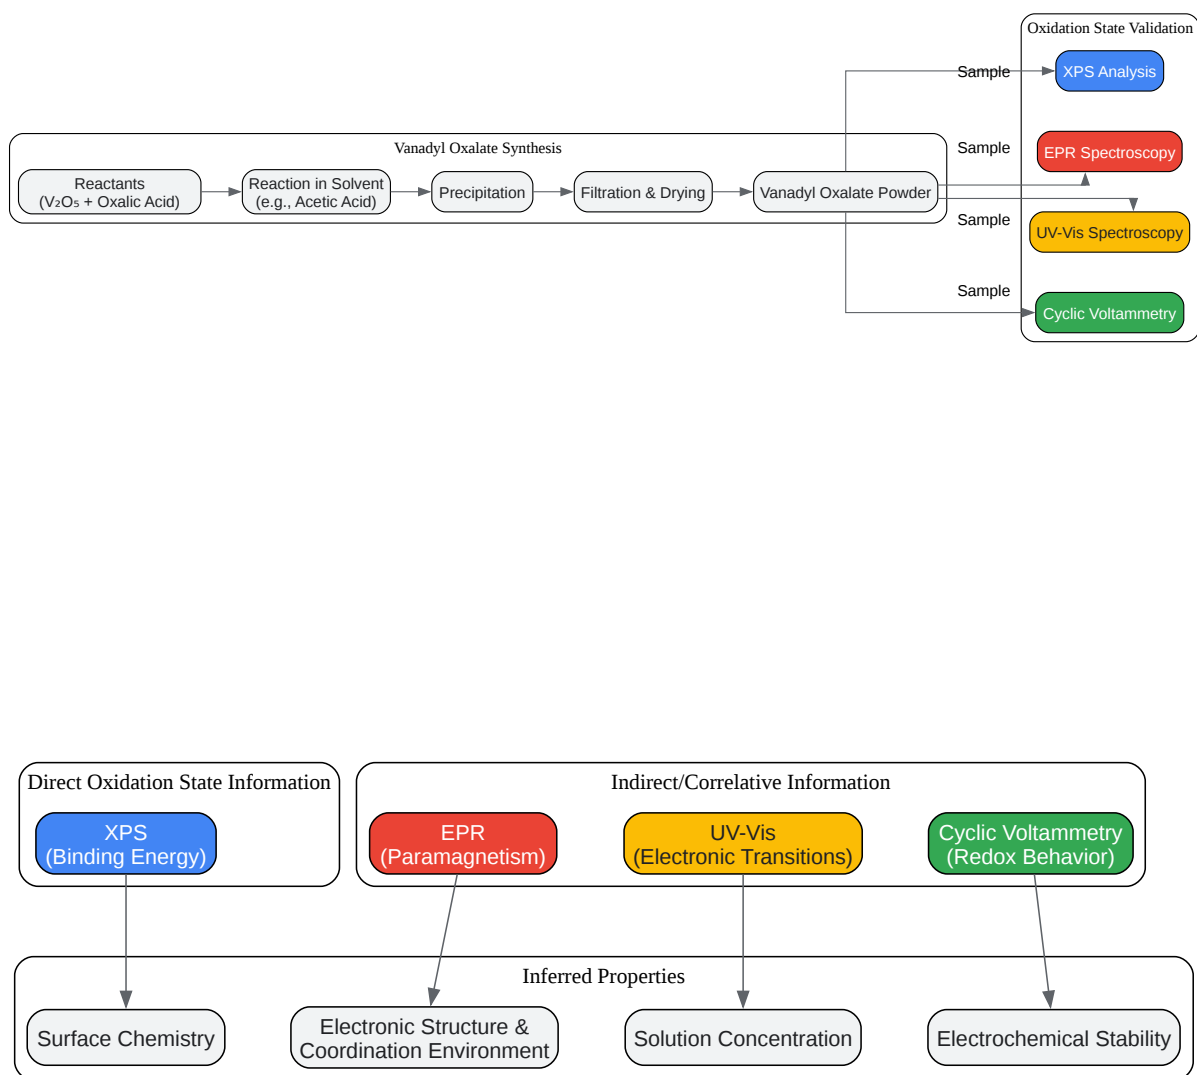 Oxidation State Validation
Sample
XPS Analysis
Vanadyl Oxalate Synthesis
Sample
EPR Spectroscopy
Reactants
(V₂O₅ + Oxalic Acid)
Reaction in Solvent
(e.g., Acetic Acid)
Precipitation
Filtration & Drying
Vanadyl Oxalate Powder
Sample
UV-Vis Spectroscopy
Sample
Cyclic Voltammetry
Direct Oxidation State Information
Indirect/Correlative Information
XPS
(Binding Energy)
EPR
(Paramagnetism)
UV-Vis
(Electronic Transitions)
Cyclic Voltammetry
(Redox Behavior)
Inferred Properties
Surface Chemistry
Electronic Structure &
Coordination Environment
Solution Concentration
Electrochemical Stability